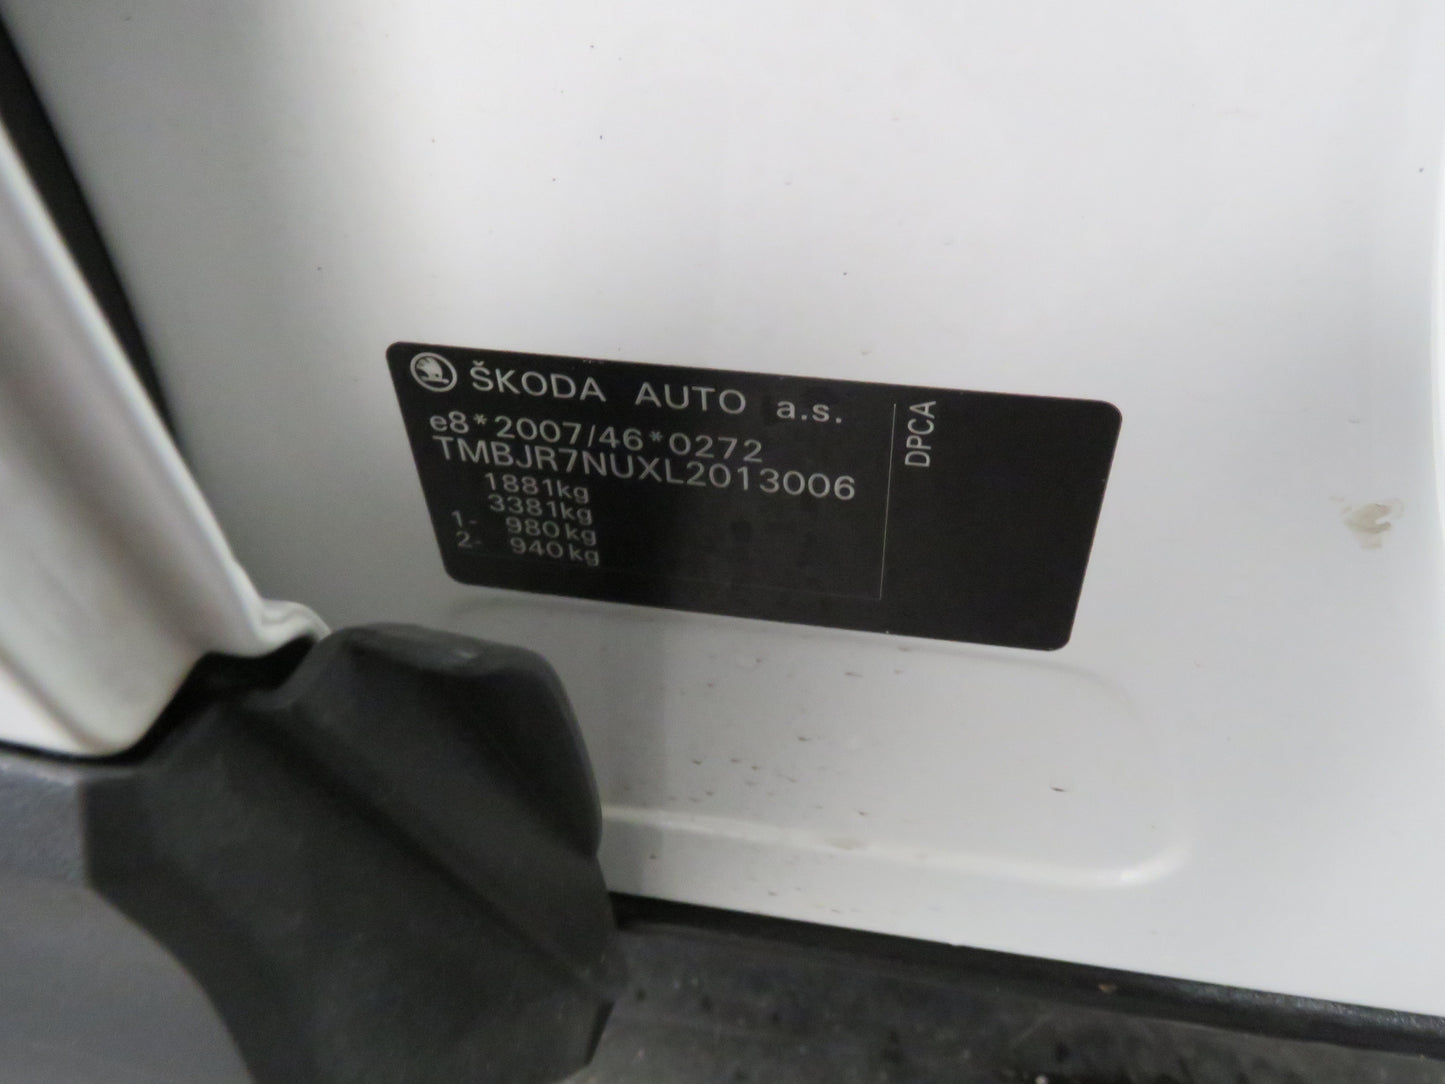 ŠKODA AUTO a.s.
e8*2007/46*0272
TMBJR7NUXL2013006
1881kg
3381kg
1- 980kg
2- 940kg
DPCA